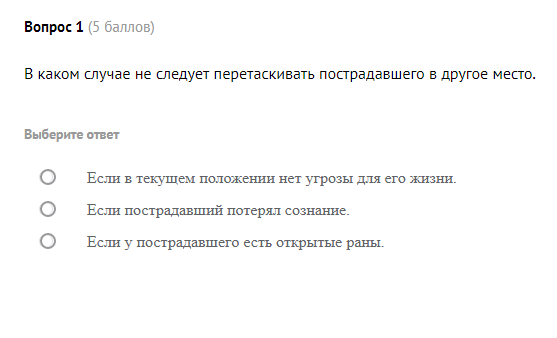 Вопрос 1 (5 баллов)
В каком случае не следует перетаскивать пострадавшего в другое место.
Выберите ответ
Если в текущем положении нет угрозы для его жизни.
Если пострадавший потерял сознание.
Если у пострадавшего есть открытые раны.